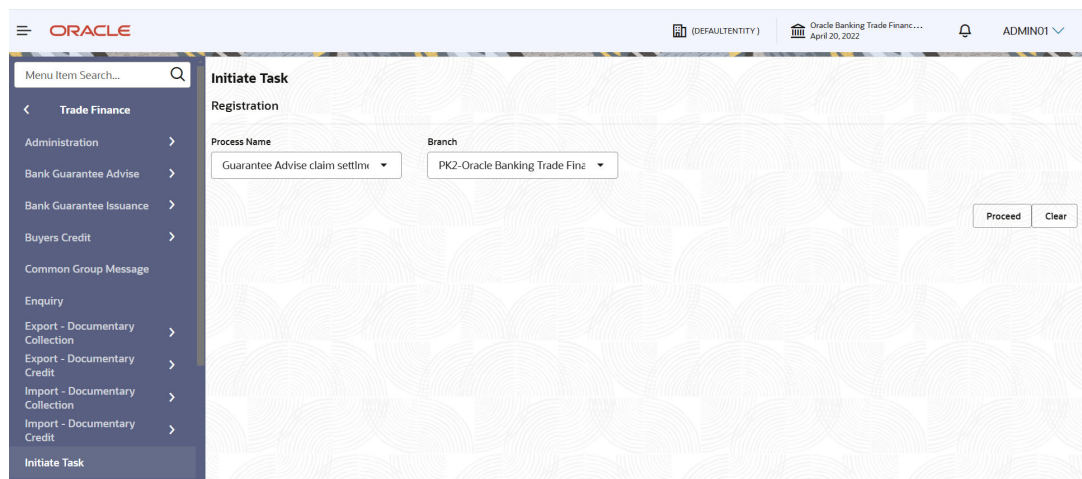 ORACLE
(DEFAULTENTITY)
Oracle Banking Trade Financ...
April 20, 2022
ADMIN01
Menu Item Search...
Trade Finance
Administration
Bank Guarantee Advise
Bank Guarantee Issuance
Buyers Credit
Common Group Message
Enquiry
Export - Documentary
Collection
Export - Documentary
Credit
Import - Documentary
Collection
Import - Documentary
Credit
Initiate Task
Initiate Task
Registration
Process Name
Branch
Guarantee Advise claim settlme
PK2-Oracle Banking Trade Fina
Proceed
Clear